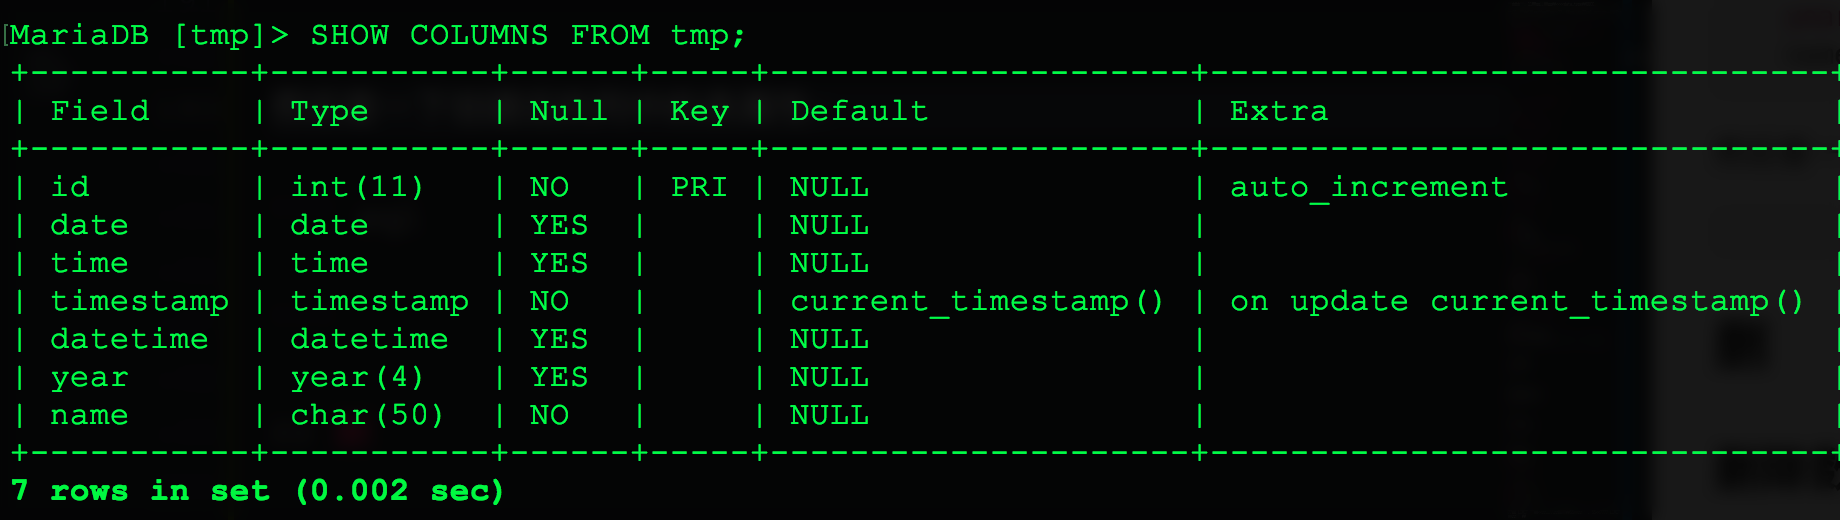 MariaDB [tmp]> SHOW COLUMNS FROM tmp;
+-----------+-----------+------+-----+---------------------+-------------------------------+
| Field     | Type      | Null | Key | Default             | Extra                         |
+-----------+-----------+------+-----+---------------------+-------------------------------+
| id        | int(11)   | NO   | PRI | NULL                | auto_increment                |
| date      | date      | YES  |     | NULL                |                               |
| time      | time      | YES  |     | NULL                |                               |
| timestamp | timestamp | NO   |     | current_timestamp() | on update current_timestamp() |
| datetime  | datetime  | YES  |     | NULL                |                               |
| year      | year(4)   | YES  |     | NULL                |                               |
| name      | char(50)  | NO   |     | NULL                |                               |
+-----------+-----------+------+-----+---------------------+-------------------------------+
7 rows in set (0.002 sec)